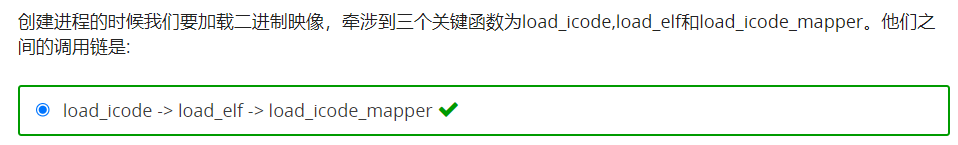 创建进程的时候我们要加载二进制映像，牵涉到三个关键函数为load_icode,load_elf和load_icode_mapper。他们之
间的调用链是:
load_icode -> load_elf -> load_icode_mapper